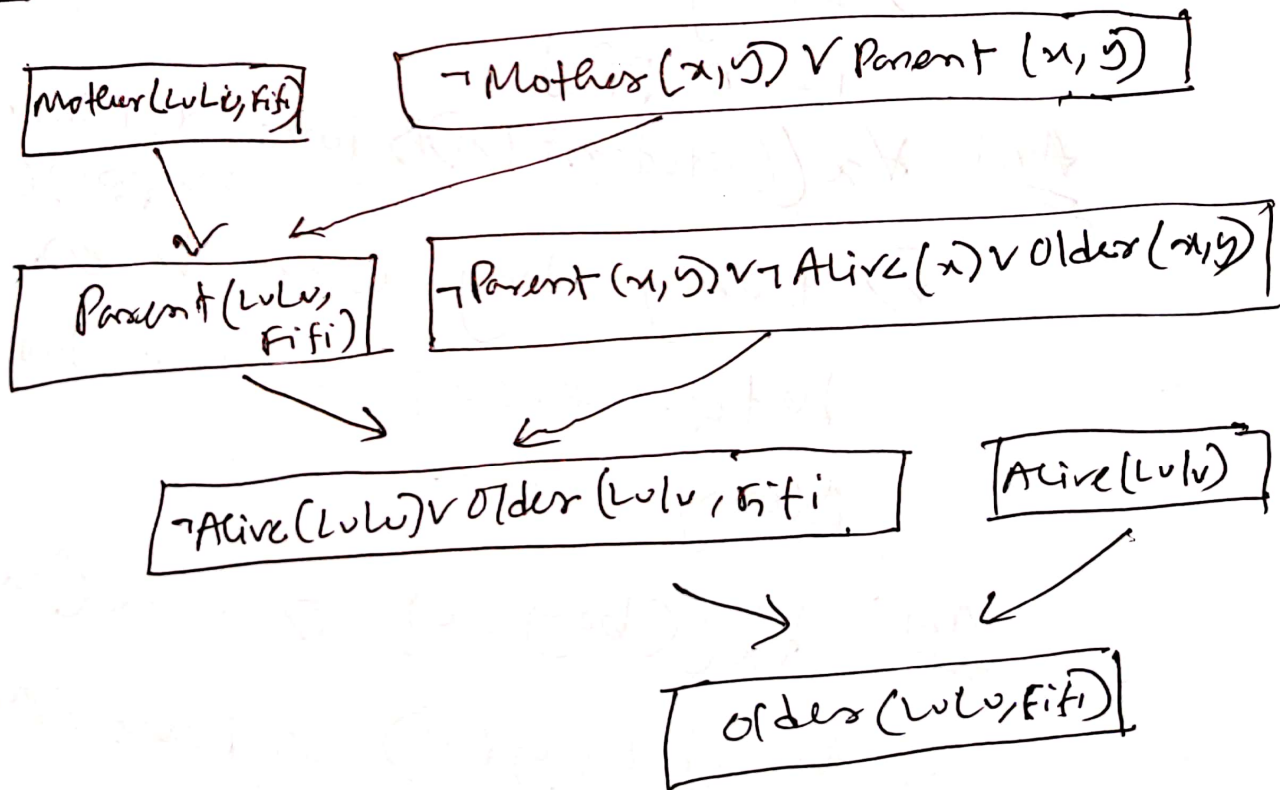 Mother(LuLu, Fifi)
¬Mother(x,y) ∨ Parent (x, y)
Parent(LuLu,
Fifi)
¬Parent (x,y) ∨ ¬ Alive(x) ∨ Older(x,y)
¬Alive(LuLu) ∨ Older (Lulu, Fifi
Alive(Lulu)
Older (LuLu, Fifi)